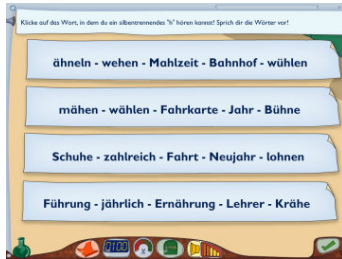 Klicke auf das Wort, in dem du ein silbentrennendes "h" hören kannst! Sprich dir die Wörter vor!
ähneln - wehen - Mahlzeit - Bahnhof - wühlen
mähen - wählen - Fahrkarte - Jahr - Bühne
Schuhe - zahlreich - Fahrt - Neujahr - lohnen
Führung - jährlich - Ernährung - Lehrer - Krähe